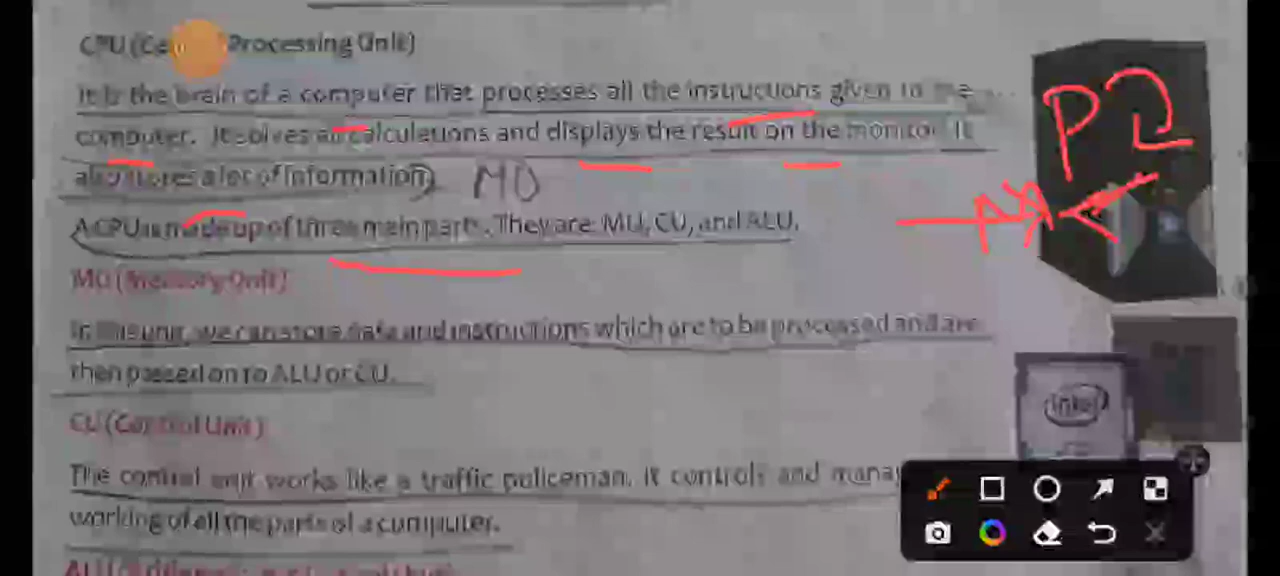 CPU (Ce Processing Unit)
It is the brain of a computer that processes all the instructions given to the
computer. It solves all calculations and displays the result on the monitor. It
also stores a lot of information.
MU
A CPU is made up of three main parts. They are: MU, CU, and ALU.
MU (Memory Unit)
In this unit, we can store data and instructions which are to be processed and are
then passed on to ALU or CU.
CU (Control Unit)
The control unit works like a traffic policeman. It controls and mana
working of all the parts of a computer.
P2
intel